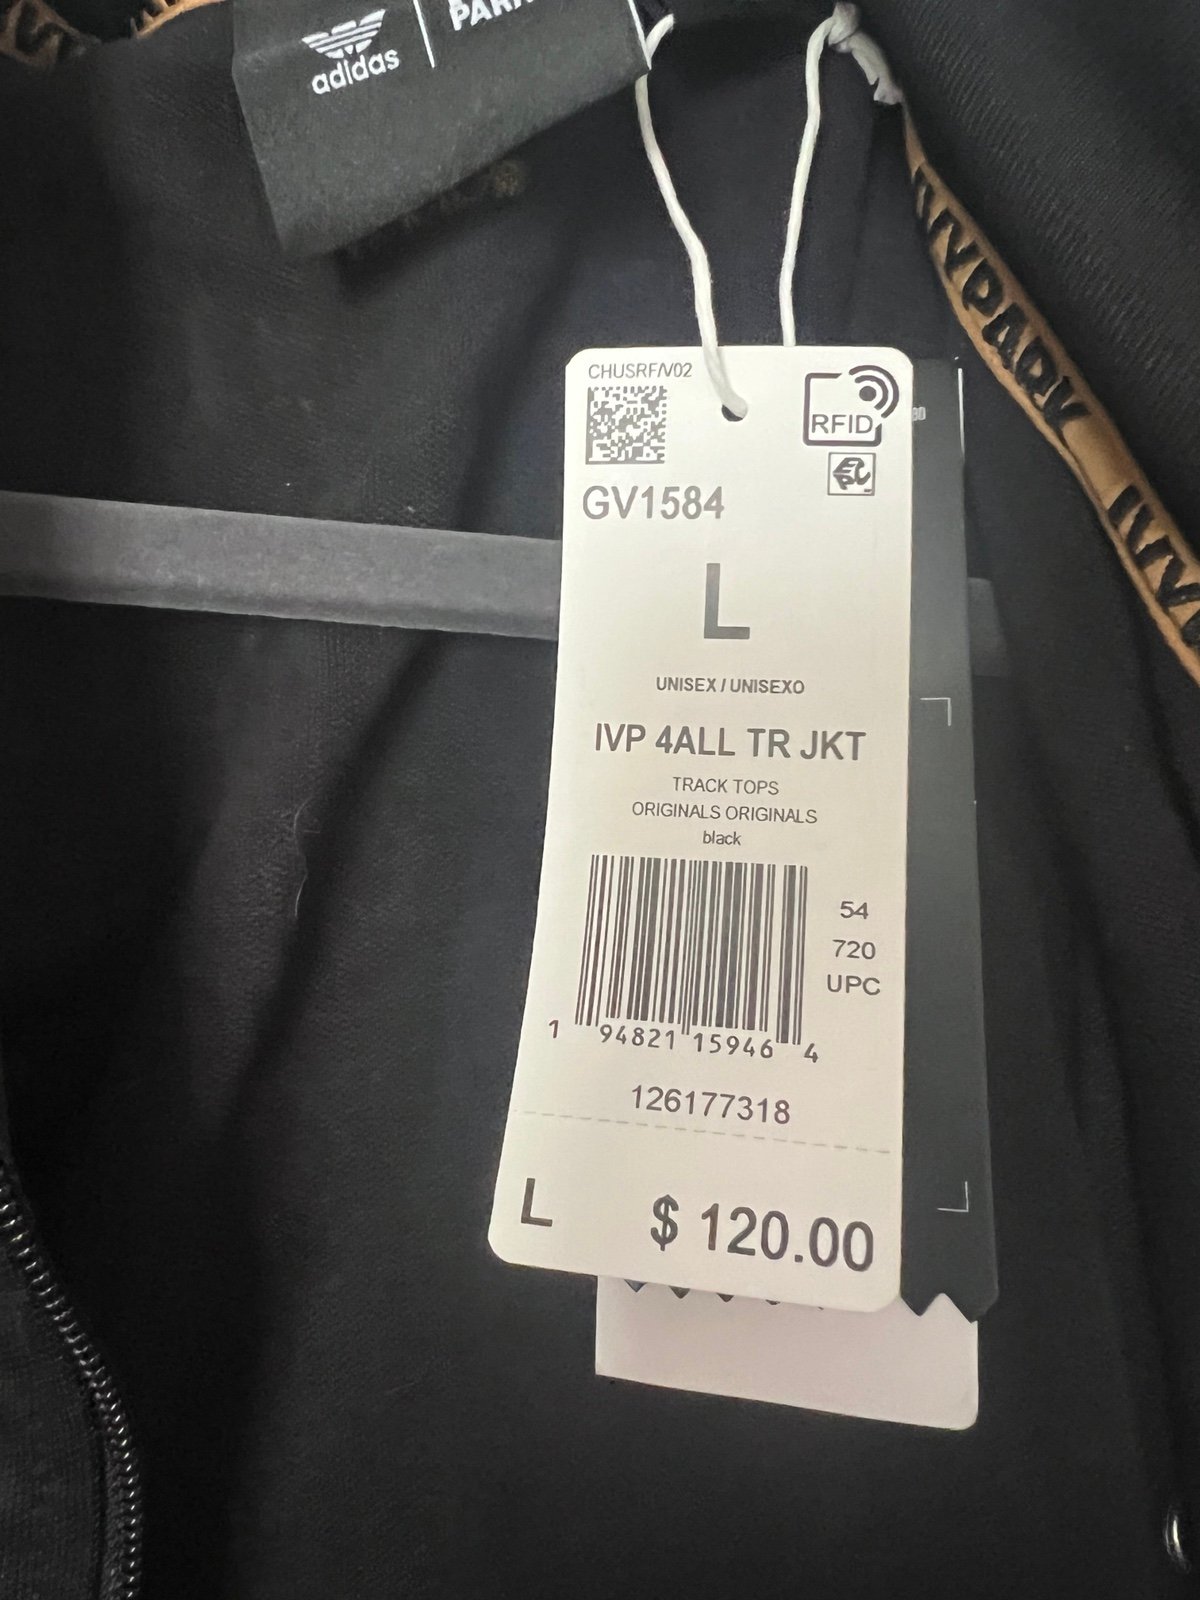 adidas
CHUSRF/V02
RFID
GV1584
L
UNISEX / UNISEXO
IVP 4ALL TR JKT
TRACK TOPS
ORIGINALS ORIGINALS
black
54
720
UPC
1 94821 15946 4
126177318
L $ 120.00
IVYPARK